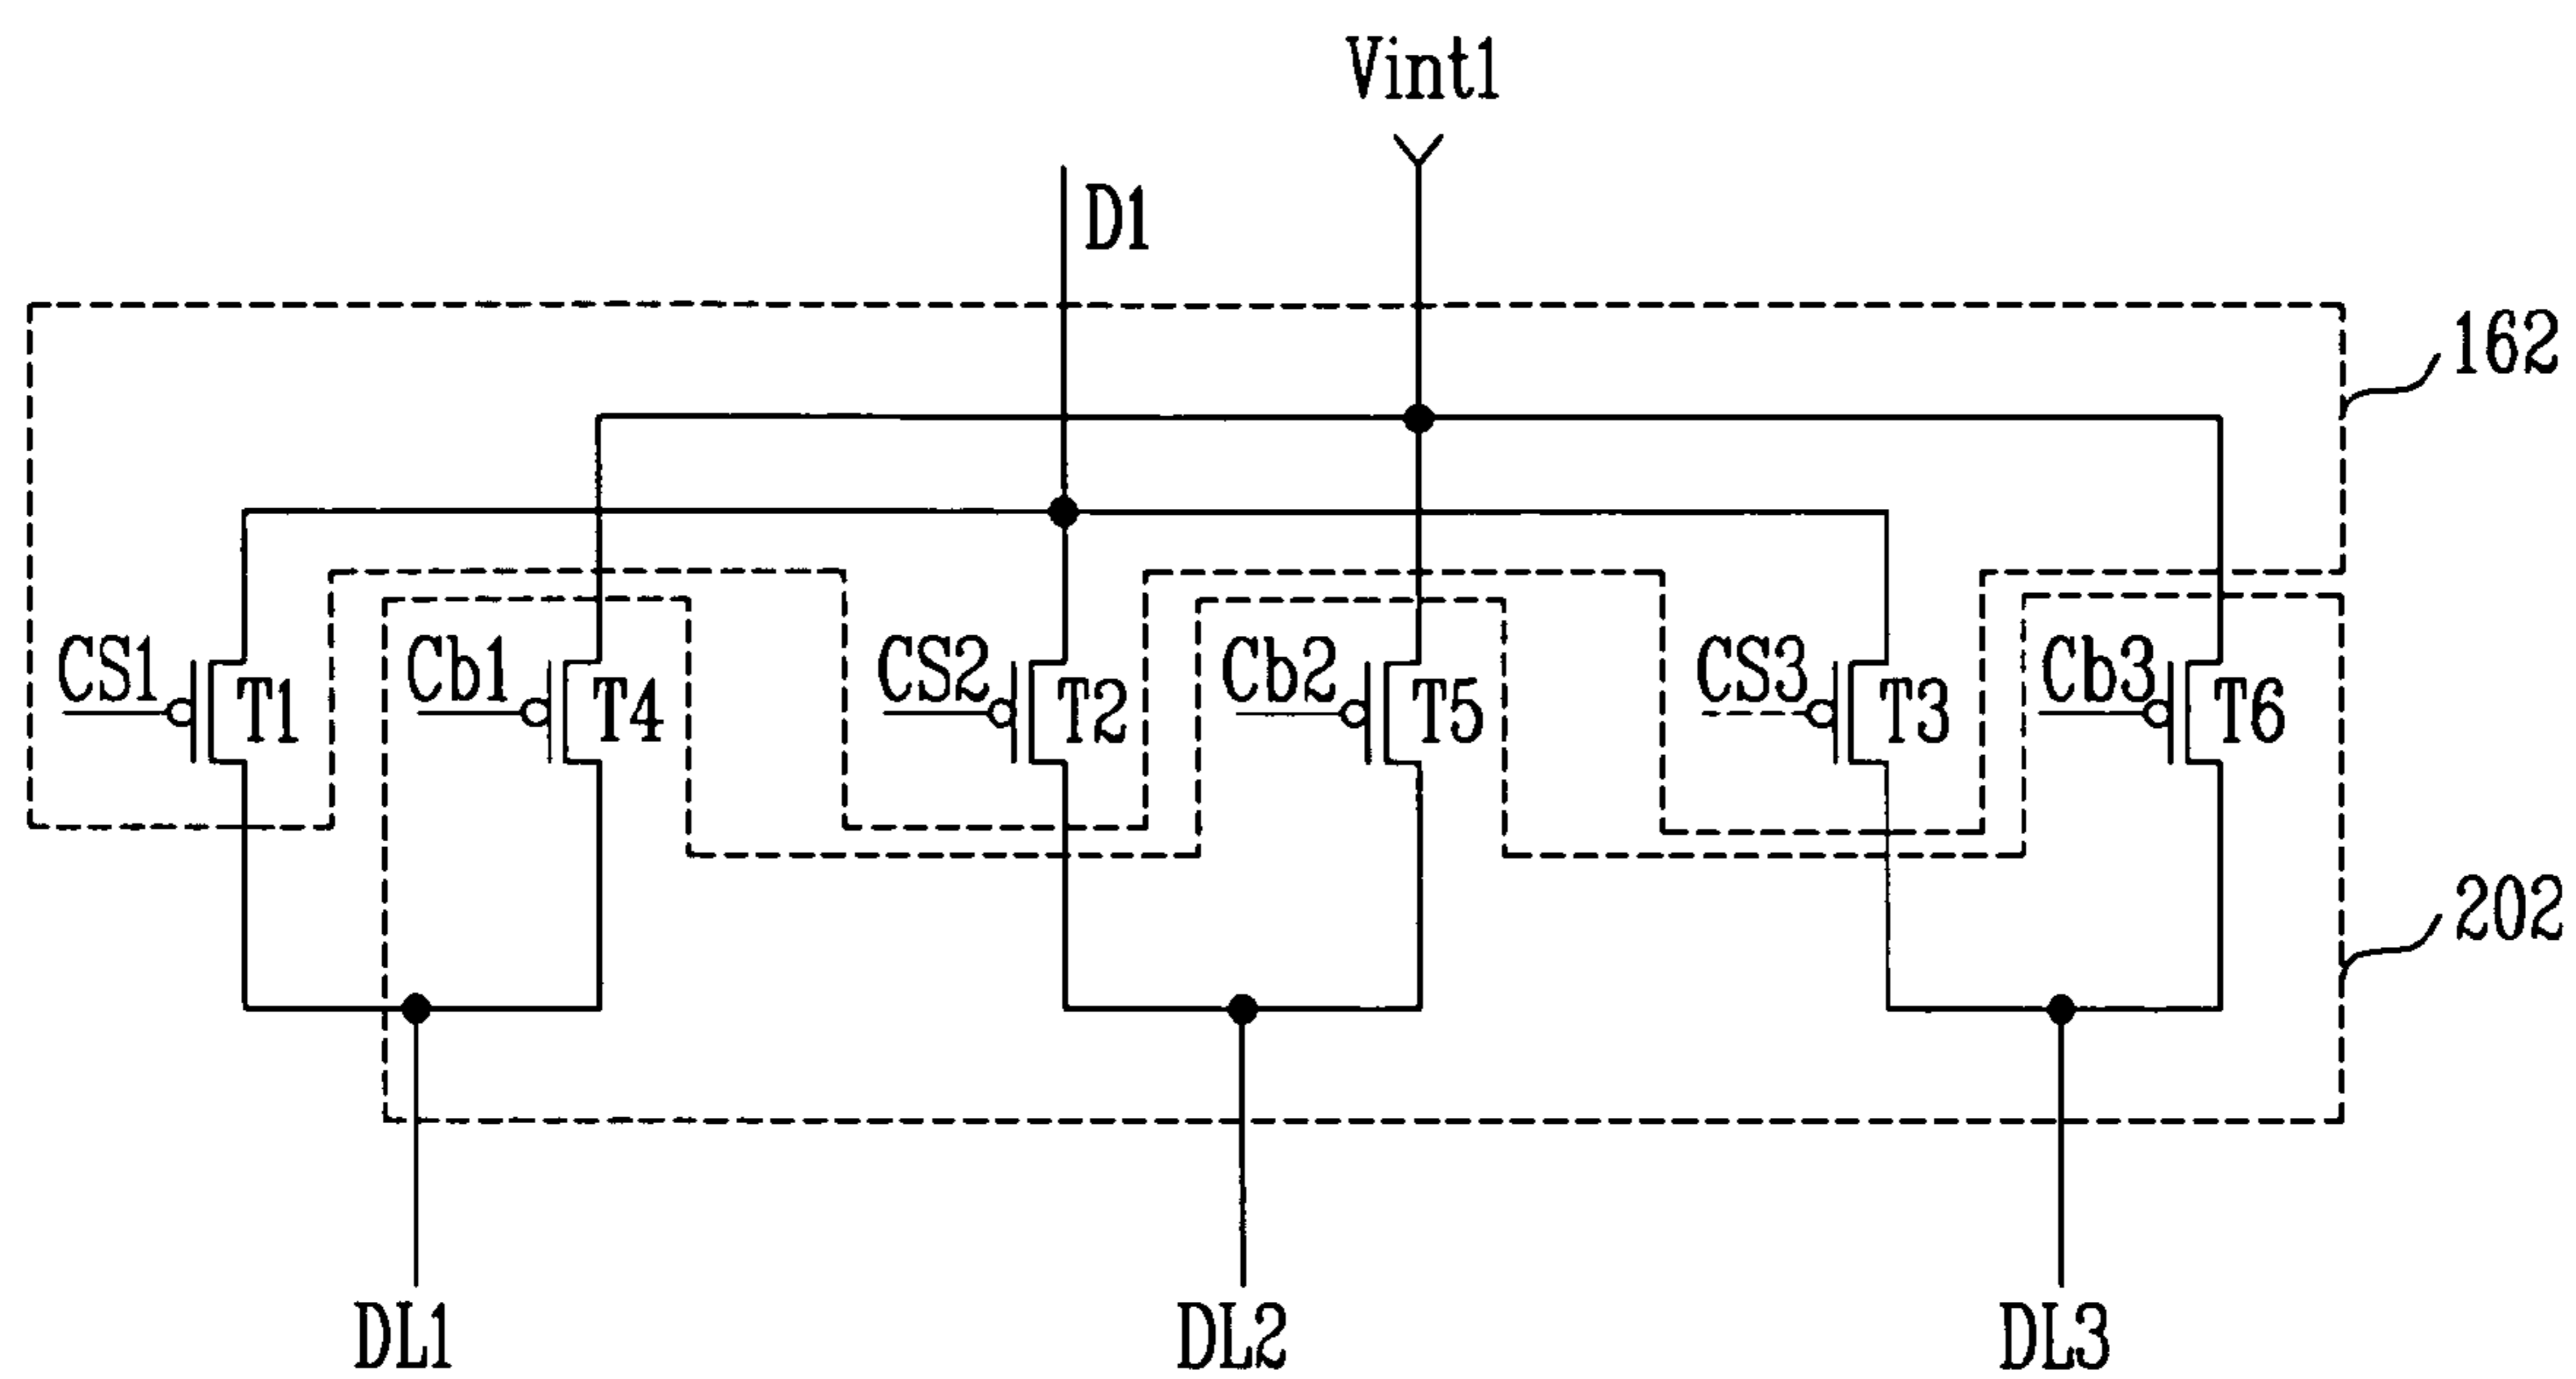 Vint1
D1
162
CS1
T1
Cb1
T4
CS2
T2
Cb2
T5
CS3
T3
Cb3
T6
202
DL1
DL2
DL3